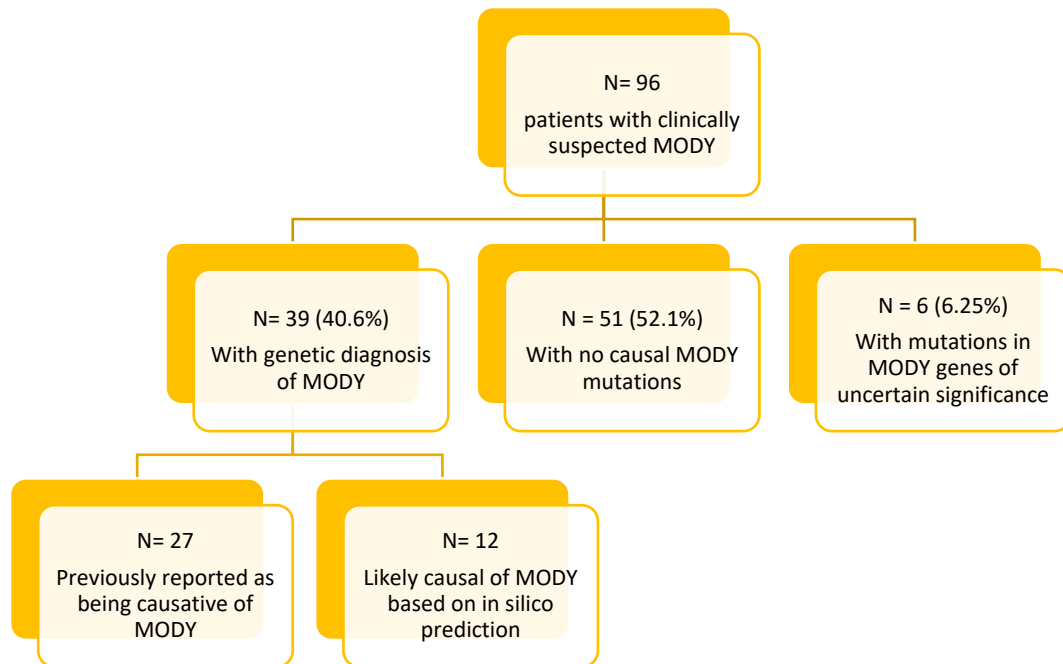 N= 96
patients with clinically
suspected MODY
N= 39 (40.6%)
With genetic diagnosis
of MODY
N = 51 (52.1%)
With no causal MODY
mutations
N = 6 (6.25%)
With mutations in
MODY genes of
uncertain significance
N= 27
Previously reported as
being causative of
MODY
N= 12
Likely causal of MODY
based on in silico
prediction